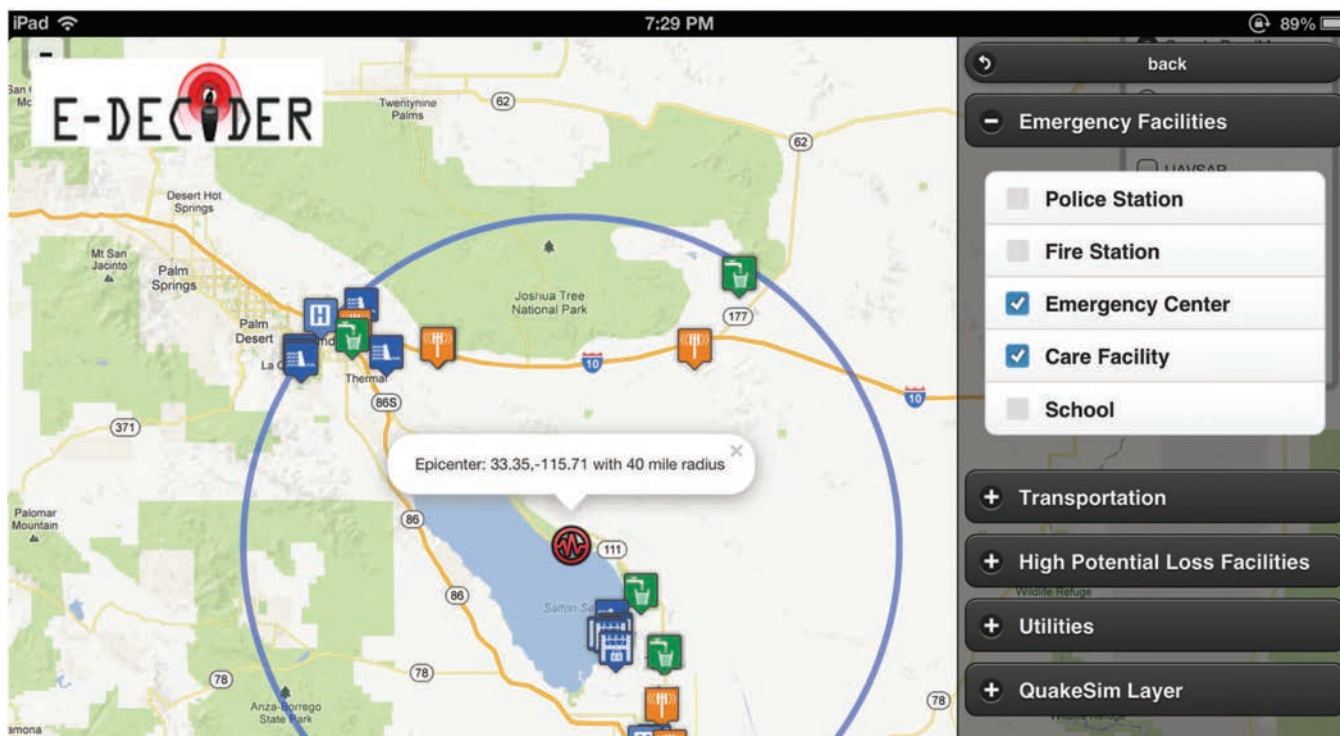 iPad
7:29 PM
89%
E-DECIDER
Twentynine
Palms
62
62
Desert Hot
Springs
Mt San
Jacinto
Palm
Springs
Palm
Desert
H
Thermal
86S
Joshua Tree
National Park
177
10
10
371
Epicenter: 33.35,-115.71 with 40 mile radius
×
Palomar
Mountain
86
111
86
Salton
78
78
78
Anza-Borrego
State Park
back
Emergency Facilities
UAVSAR
Police Station
Fire Station
Emergency Center
Care Facility
School
Transportation
High Potential Loss Facilities
Wildlife Refuge
Utilities
QuakeSim Layer
Wildlife Refuge